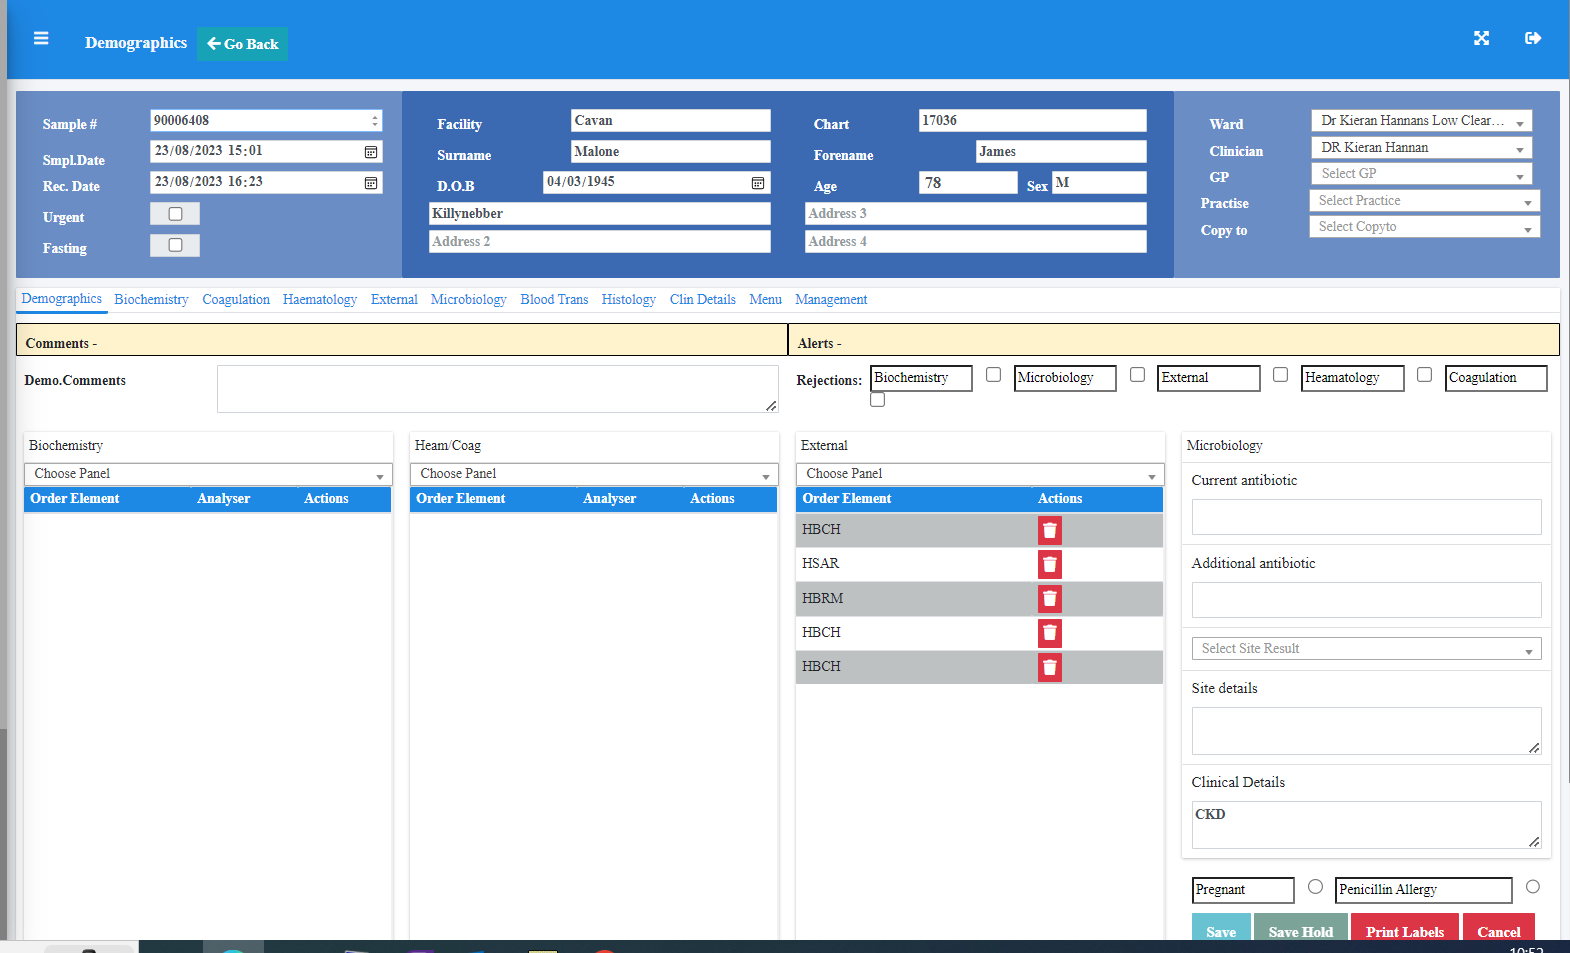 Demographics Go Back
Sample # 90006408
Smpl.Date 23/08/2023 15:01
Rec. Date 23/08/2023 16:23
Urgent
Fasting
Facility Cavan
Surname Malone
D.O.B 04/03/1945
Killynebber
Address 2
Chart 17036
Forename James
Age 78 Sex M
Address 3
Address 4
Ward Dr Kieran Hannans Low Clear...
Clinician DR Kieran Hannan
GP Select GP
Practise Select Practice
Copy to Select Copyto
Demographics Biochemistry Coagulation Haematology External Microbiology Blood Trans Histology Clin Details Menu Management
Comments - Alerts -
Demo.Comments
Rejections: Biochemistry Microbiology External Heamatology Coagulation
Biochemistry
Choose Panel
Order Element Analyser Actions
Heam/Coag
Choose Panel
Order Element Analyser Actions
External
Choose Panel
Order Element Actions
HBCH
HSAR
HBRM
HBCH
HBCH
Microbiology
Current antibiotic
Additional antibiotic
Select Site Result
Site details
Clinical Details
CKD
Pregnant Penicillin Allergy
Save Save Hold Print Labels Cancel